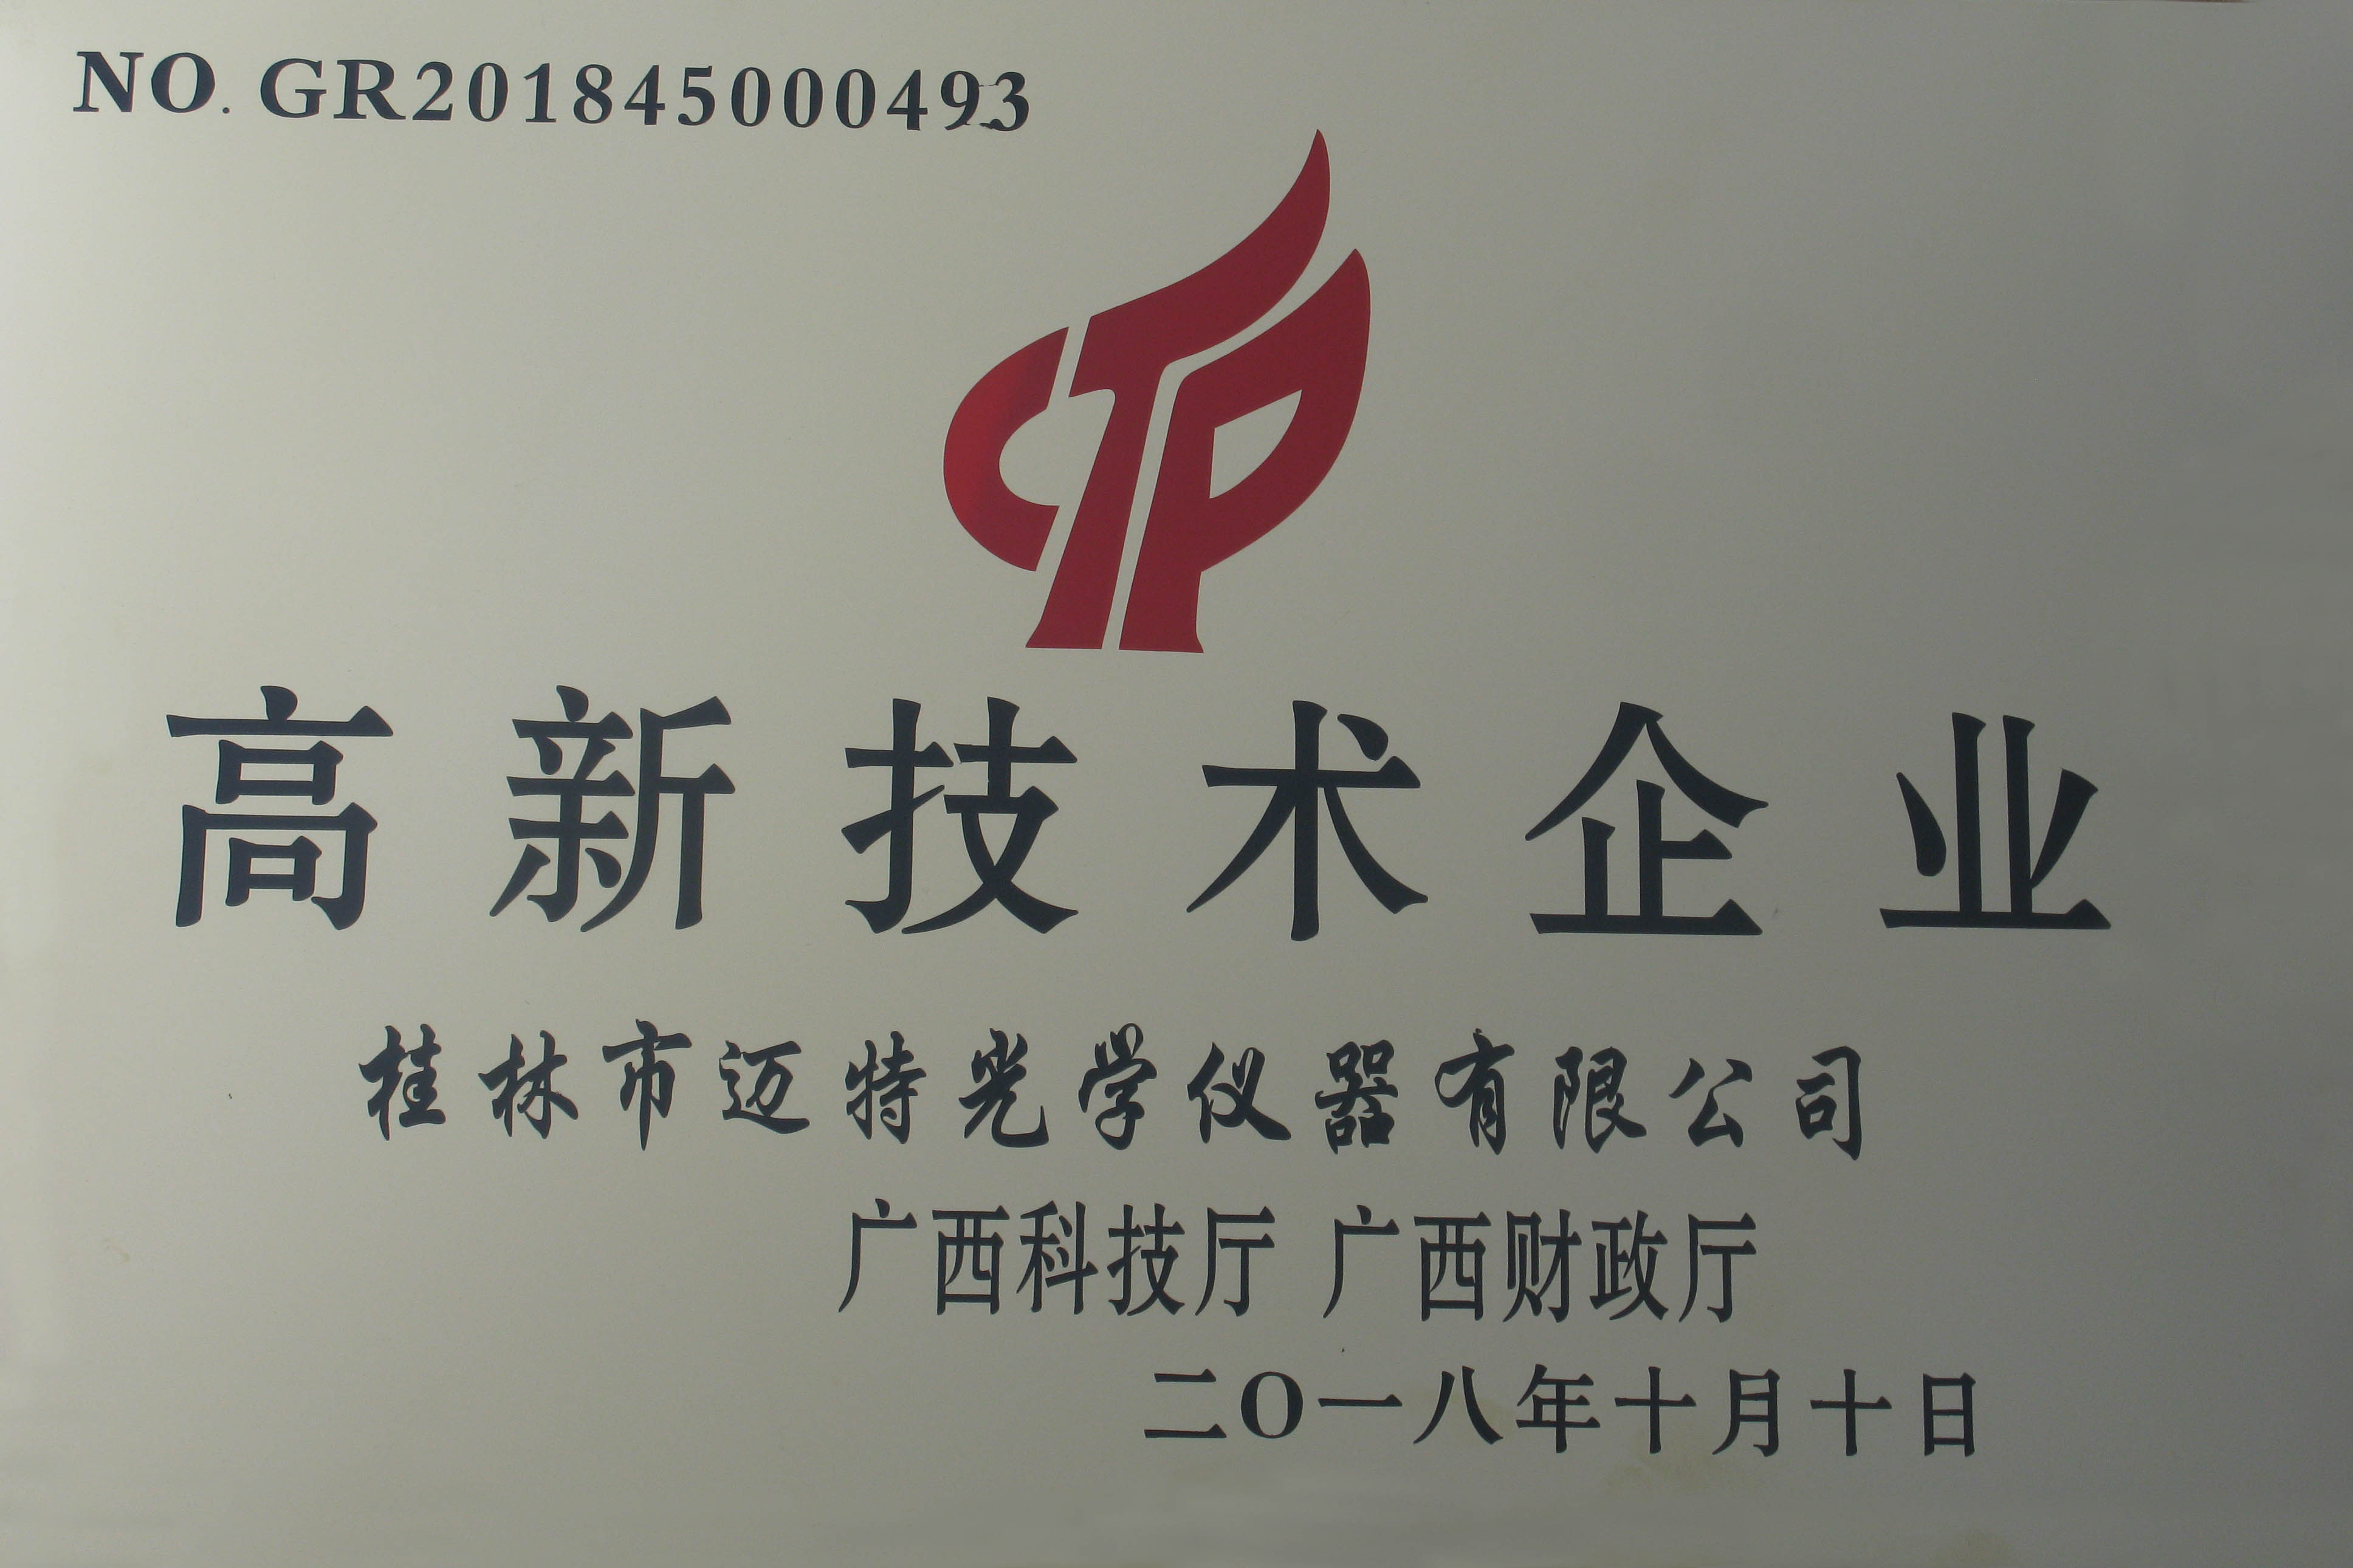 NO. GR201845000493
高新技术企业
桂林市迈特光学仪器有限公司
广西科技厅 广西财政厅
二O一八年十月十日